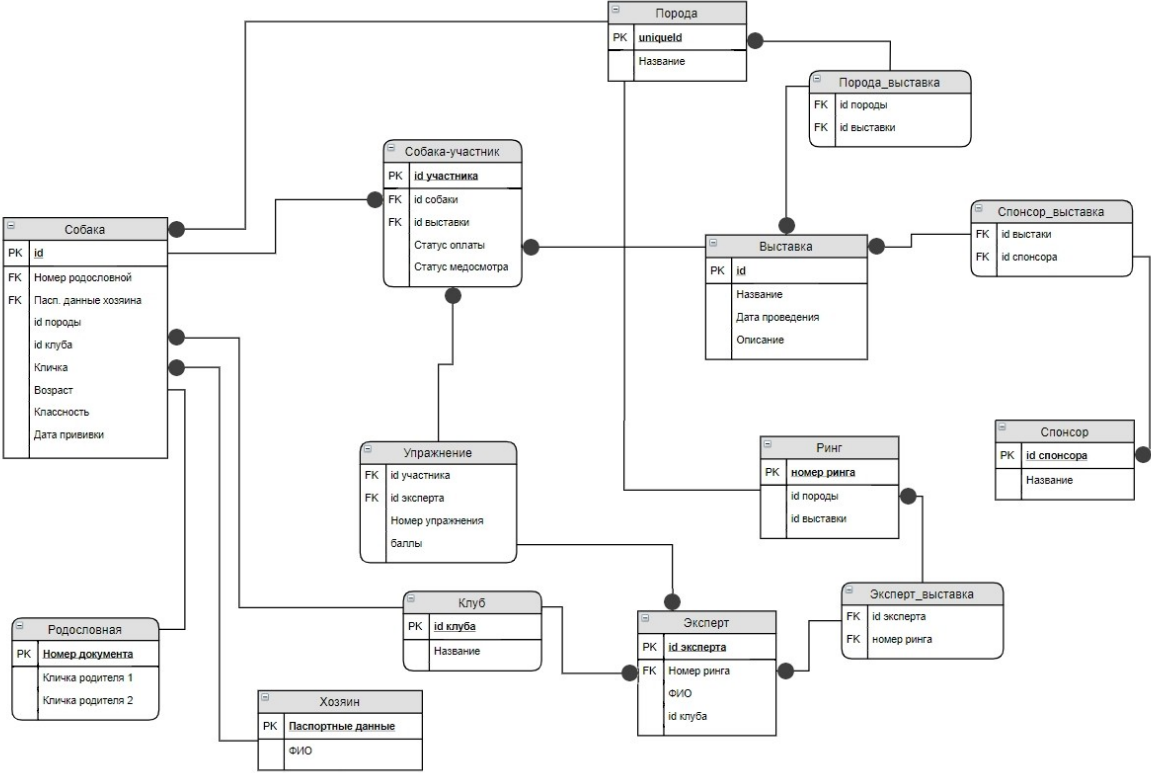 Порода
PK uniqueId
Название
Порода_выставка
FK id породы
FK id выставки
Собака-участник
PK id участника
FK id собаки
FK id выставки
Статус оплаты
Статус медосмотра
Спонсор_выставка
FK id выстаки
FK id спонсора
Собака
PK id
FK Номер родословной
FK Пасп. данные хозяина
id породы
id клуба
Кличка
Возраст
Классность
Дата прививки
Выставка
PK id
Название
Дата проведения
Описание
Спонсор
PK id спонсора
Название
Ринг
PK номер ринга
id породы
id выставки
Упражнение
FK id участника
FK id эксперта
Номер упражнения
баллы
Эксперт_выставка
FK id эксперта
FK номер ринга
Клуб
PK id клуба
Название
Эксперт
PK id эксперта
FK Номер ринга
ФИО
id клуба
Родословная
PK Номер документа
Кличка родителя 1
Кличка родителя 2
Хозяин
PK Паспортные данные
ФИО